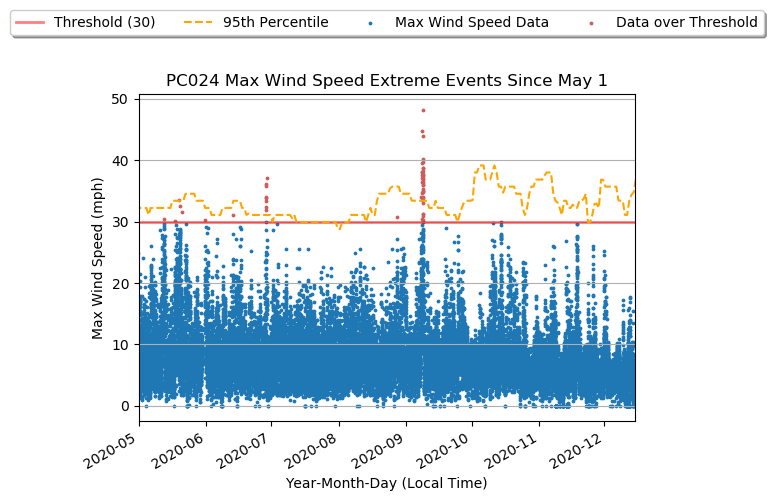 Threshold (30) 95th Percentile Max Wind Speed Data Data over Threshold
PC024 Max Wind Speed Extreme Events Since May 1
50
40
30
20
10
0
Max Wind Speed (mph)
2020-05 2020-06 2020-07 2020-08 2020-09 2020-10 2020-11 2020-12
Year-Month-Day (Local Time)